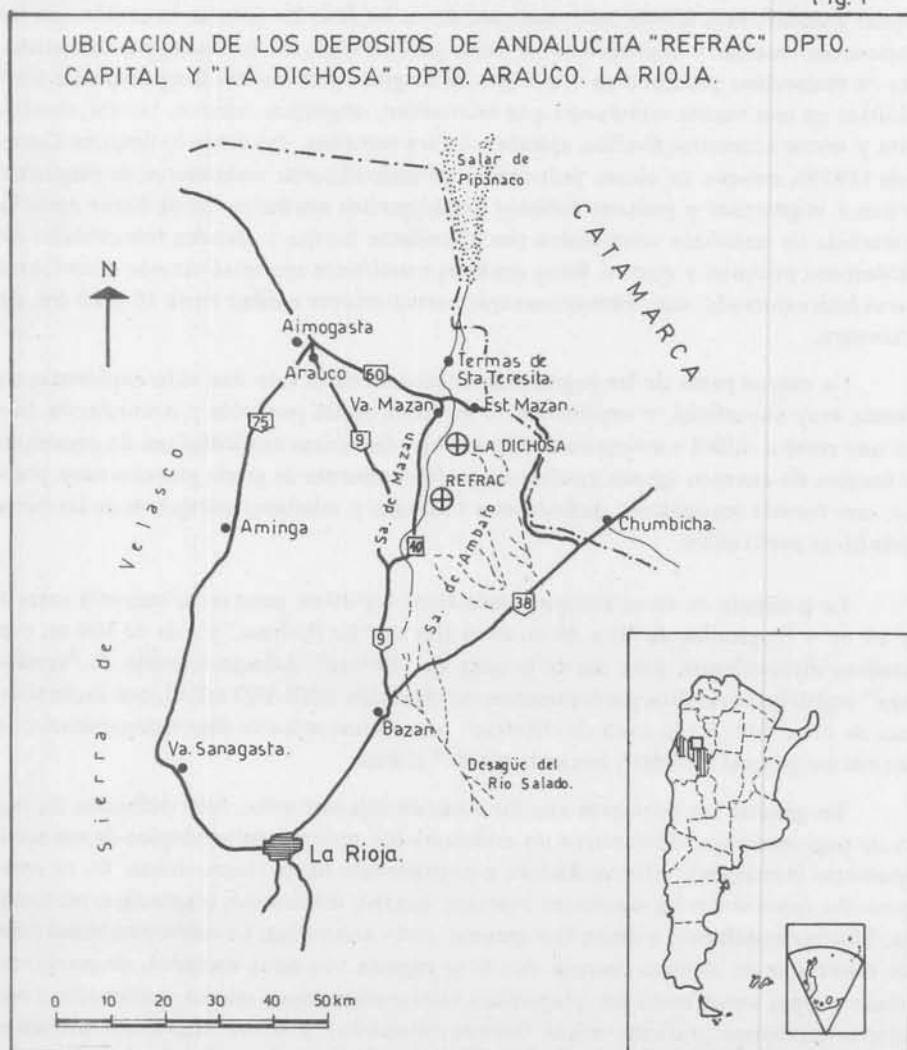 Fig. 1
UBICACION DE LOS DEPOSITOS DE ANDALUCITA "REFRAC" DPTO.
CAPITAL Y "LA DICHOSA" DPTO. ARAUCO. LA RIOJA.
Salar de
Pipanaco
CATAMARCA
N
Aimogasta
Arauco
60
Termas de
Sta. Teresita.
Va. Mazán
Est. Mazan.
75
9
LA DICHOSA
REFRAC
Sa. de Mazan
Aminga
40
Chumbicha.
Sierra de Velasco
Sa. de Ambato
38
9
Bazan.
Va. Sanagasta.
Desagüe del
Río Salado.
La Rioja.
0 10 20 30 40 50 km